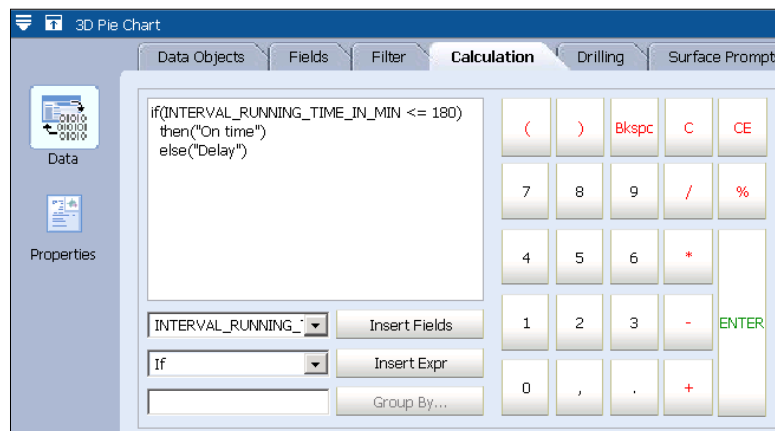 3D Pie Chart
Data Objects Fields Filter Calculation Drilling Surface Prompt
if(INTERVAL_RUNNING_TIME_IN_MIN <= 180)
then("On time")
else("Delay")
( ) Bkspc C CE
Data
7 8 9 / %
Properties
4 5 6 *
INTERVAL_RUNNING_ Insert Fields
1 2 3 - ENTER
If Insert Expr
0 , . +
Group By...